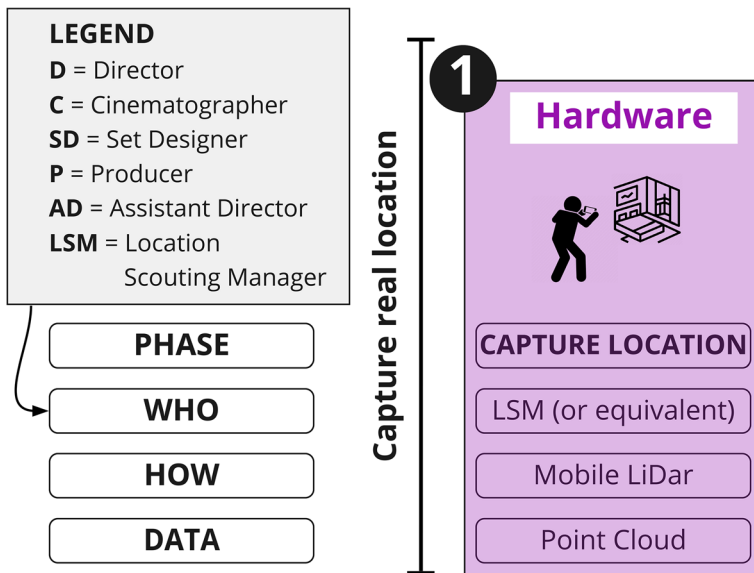 LEGEND
D = Director
C = Cinematographer
SD = Set Designer
P = Producer
AD = Assistant Director
LSM = Location
Scouting Manager
PHASE
WHO
HOW
DATA
Capture real location
1
Hardware
CAPTURE LOCATION
LSM (or equivalent)
Mobile LiDar
Point Cloud